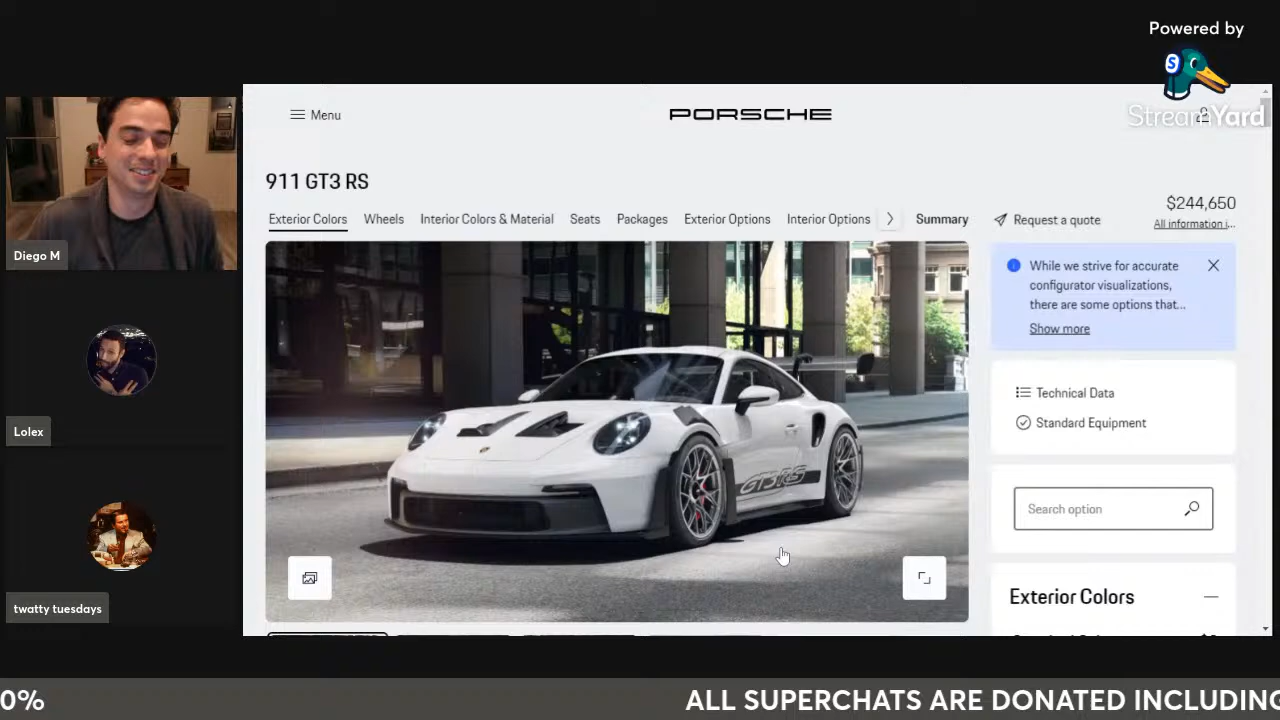 Powered by
StreamYard
Diego M
Lolex
twatty tuesdays
Menu
PORSCHE
911 GT3 RS
Exterior Colors
Wheels
Interior Colors & Material
Seats
Packages
Exterior Options
Interior Options
Summary
Request a quote
$244,650
All information i...
GT3 RS
While we strive for accurate
configurator visualizations,
there are some options that...
Show more
Technical Data
Standard Equipment
Search option
Exterior Colors
0%
ALL SUPERCHATS ARE DONATED INCLUDING